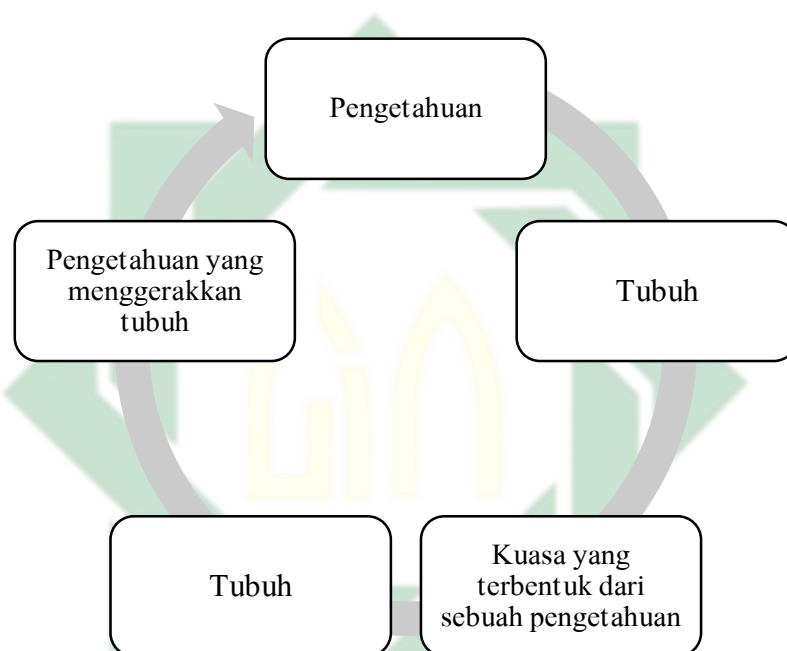 Pengetahuan
Tubuh
Kuasa yang
terbentuk dari
sebuah pengetahuan
Tubuh
Pengetahuan yang
menggerakkan
tubuh